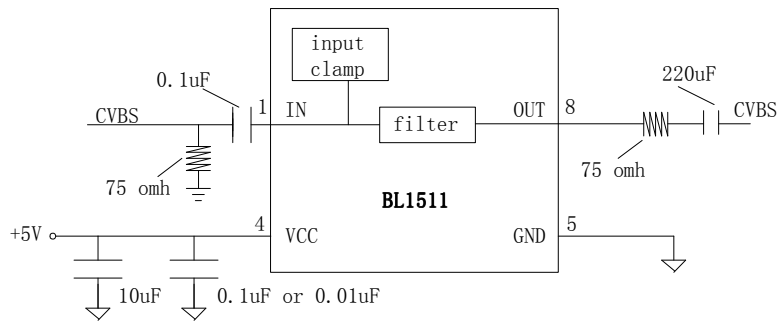 input
clamp
0.1uF
220uF
CVBS
1
IN
OUT
8
CVBS
filter
75 omh
75 omh
BL1511
+5V
4
VCC
GND
5
10uF
0.1uF or 0.01uF